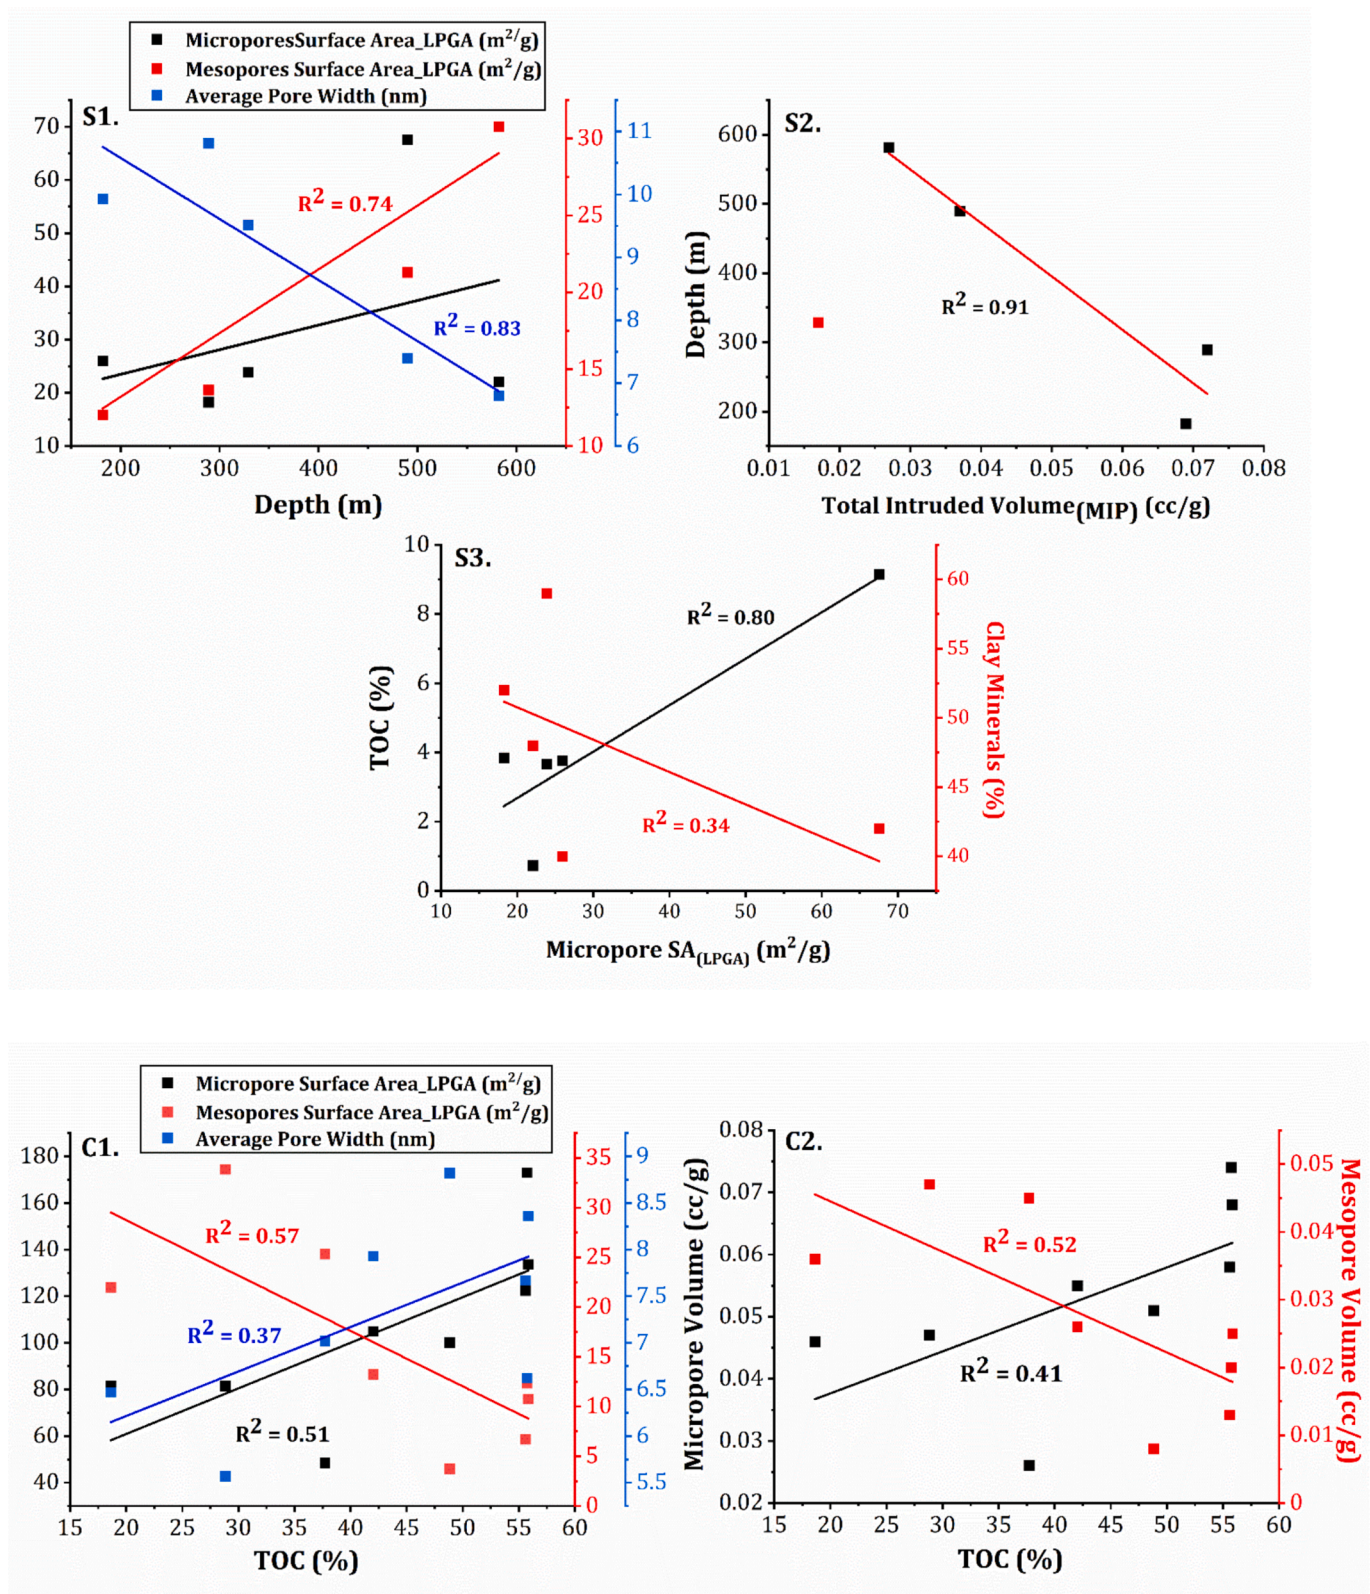 MicroporesSurface Area_LPGA (m²/g)
Mesopores Surface Area_LPGA (m²/g)
Average Pore Width (nm)
S1.
70
60
50
40
30
20
10
R² = 0.74
R² = 0.83
30
25
20
15
10
11
10
9
8
7
6
200 300 400 500 600
Depth (m)
S2.
600
500
400
300
200
Depth (m)
R² = 0.91
0.01 0.02 0.03 0.04 0.05 0.06 0.07 0.08
Total Intruded Volume(MIP) (cc/g)
S3.
10
8
6
4
2
0
TOC (%)
R² = 0.80
R² = 0.34
60
55
50
45
40
Clay Minerals (%)
10 20 30 40 50 60 70
Micropore SA(LPGA) (m²/g)
Micropore Surface Area_LPGA (m²/g)
Mesopores Surface Area_LPGA (m²/g)
Average Pore Width (nm)
C1.
180
160
140
120
100
80
60
40
R² = 0.57
R² = 0.37
R² = 0.51
35
30
25
20
15
10
5
0
9
8.5
8
7.5
7
6.5
6
5.5
15 20 25 30 35 40 45 50 55 60
TOC (%)
C2.
0.08
0.07
0.06
0.05
0.04
0.03
0.02
Micropore Volume (cc/g)
R² = 0.52
R² = 0.41
0.05
0.04
0.03
0.02
0.01
0
Mesopore Volume (cc/g)
15 20 25 30 35 40 45 50 55 60
TOC (%)